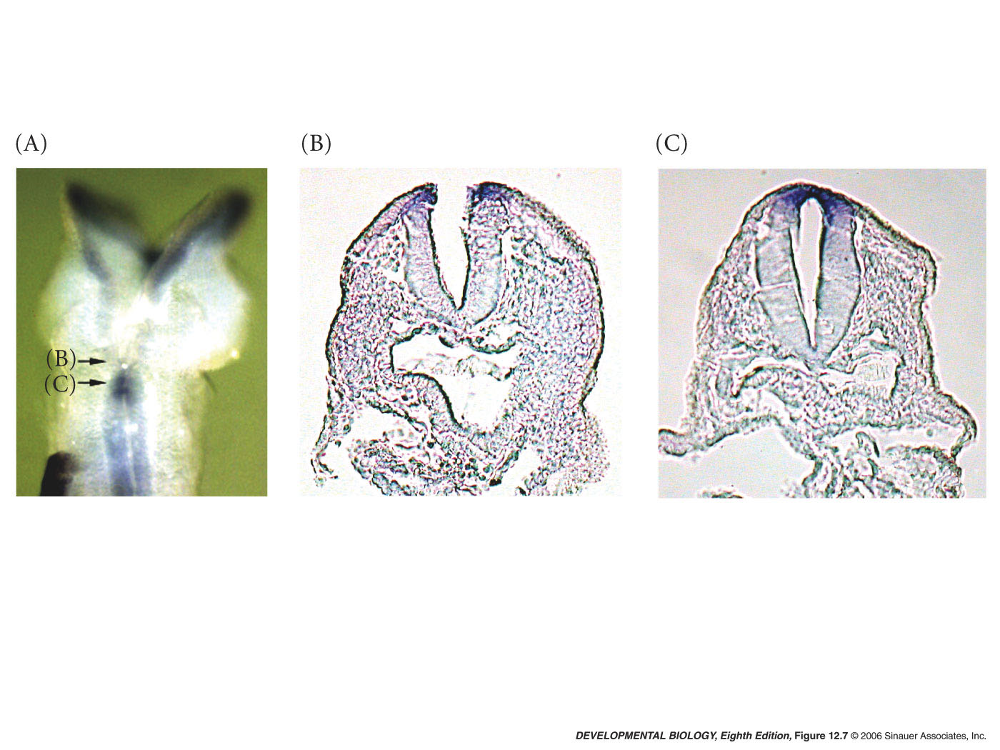 (A)
(B)
(C)
(B)
(C)
DEVELOPMENTAL BIOLOGY, Eighth Edition, Figure 12.7 © 2006 Sinauer Associates, Inc.